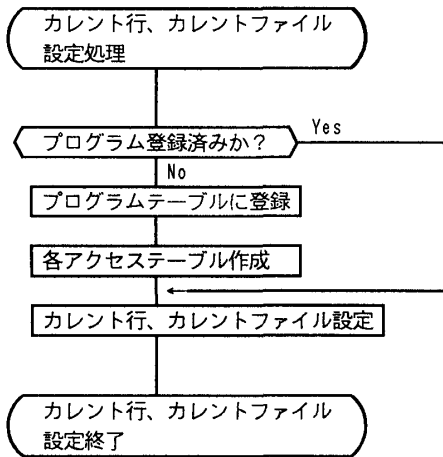 カレント行、カレントファイル
設定処理
プログラム登録済みか？
Yes
No
プログラムテーブルに登録
各アクセステーブル作成
カレント行、カレントファイル設定
カレント行、カレントファイル
設定終了